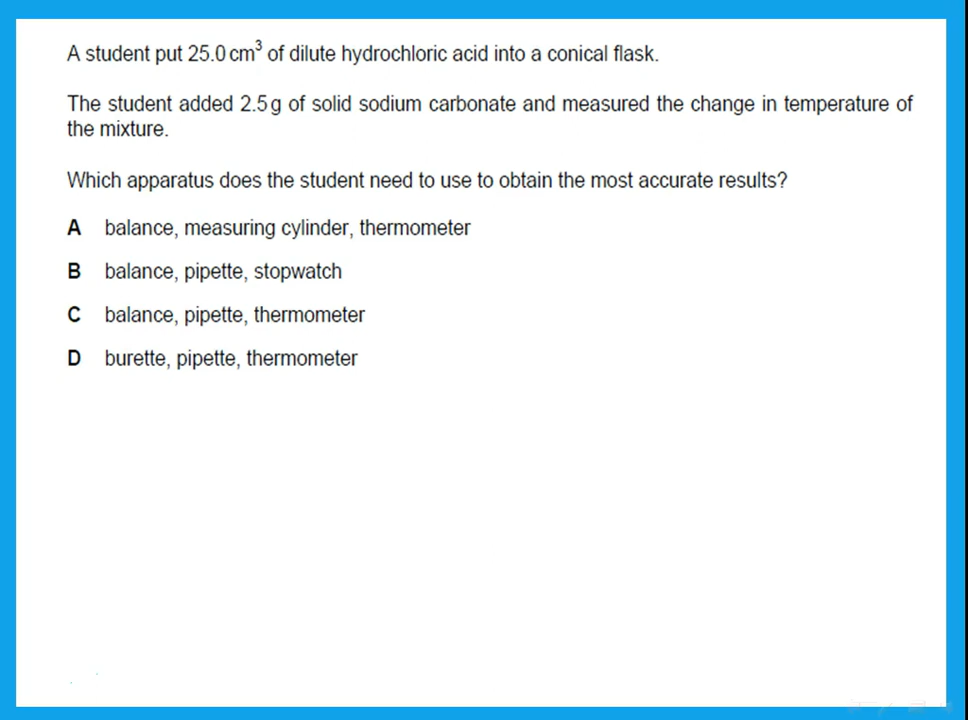 A student put 25.0 cm³ of dilute hydrochloric acid into a conical flask.
The student added 2.5 g of solid sodium carbonate and measured the change in temperature of
the mixture.
Which apparatus does the student need to use to obtain the most accurate results?
A balance, measuring cylinder, thermometer
B balance, pipette, stopwatch
C balance, pipette, thermometer
D burette, pipette, thermometer